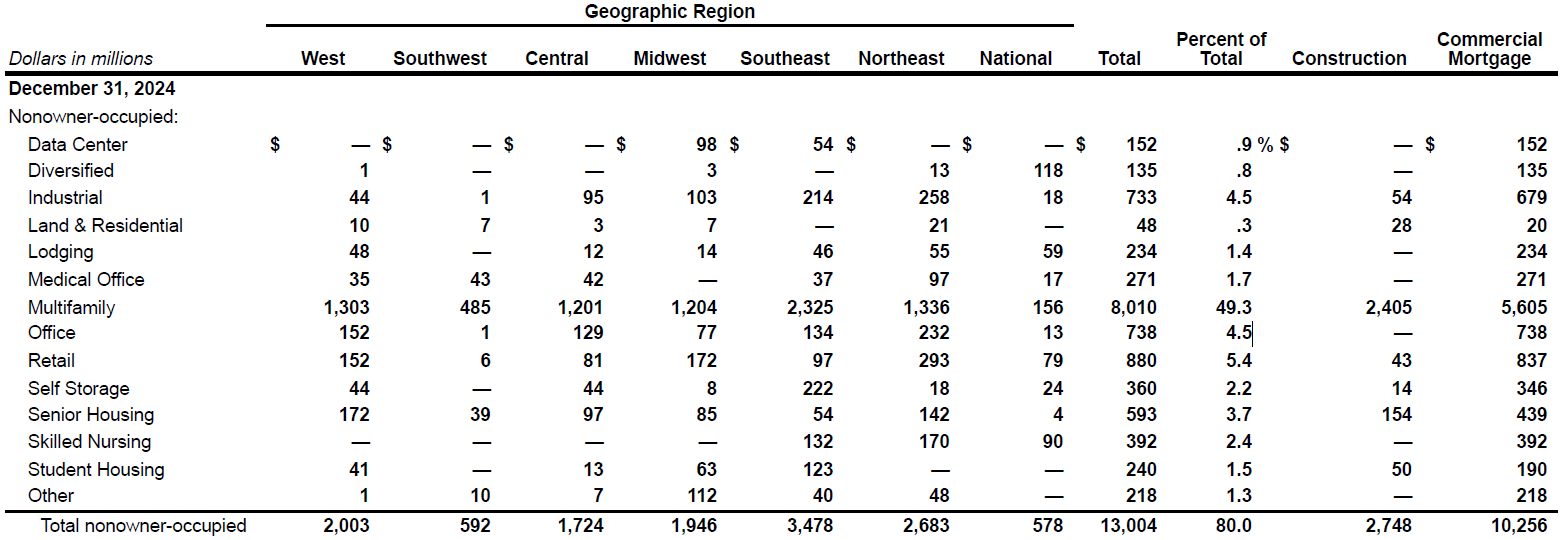 Geographic Region
Dollars in millions West Southwest Central Midwest Southeast Northeast National Total Percent of Total Construction Commercial Mortgage
December 31, 2024
Nonowner-occupied:
Data Center $ — $ — $ — $ 98 $ 54 $ — $ — $ 152 .9 % $ — $ 152
Diversified 1 — — 3 — 13 118 135 .8 — 135
Industrial 44 1 95 103 214 258 18 733 4.5 54 679
Land & Residential 10 7 3 7 — 21 — 48 .3 28 20
Lodging 48 — 12 14 46 55 59 234 1.4 — 234
Medical Office 35 43 42 — 37 97 17 271 1.7 — 271
Multifamily 1,303 485 1,201 1,204 2,325 1,336 156 8,010 49.3 2,405 5,605
Office 152 1 129 77 134 232 13 738 4.5 — 738
Retail 152 6 81 172 97 293 79 880 5.4 43 837
Self Storage 44 — 44 8 222 18 24 360 2.2 14 346
Senior Housing 172 39 97 85 54 142 4 593 3.7 154 439
Skilled Nursing — — — — 132 170 90 392 2.4 — 392
Student Housing 41 — 13 63 123 — — 240 1.5 50 190
Other 1 10 7 112 40 48 — 218 1.3 — 218
Total nonowner-occupied 2,003 592 1,724 1,946 3,478 2,683 578 13,004 80.0 2,748 10,256